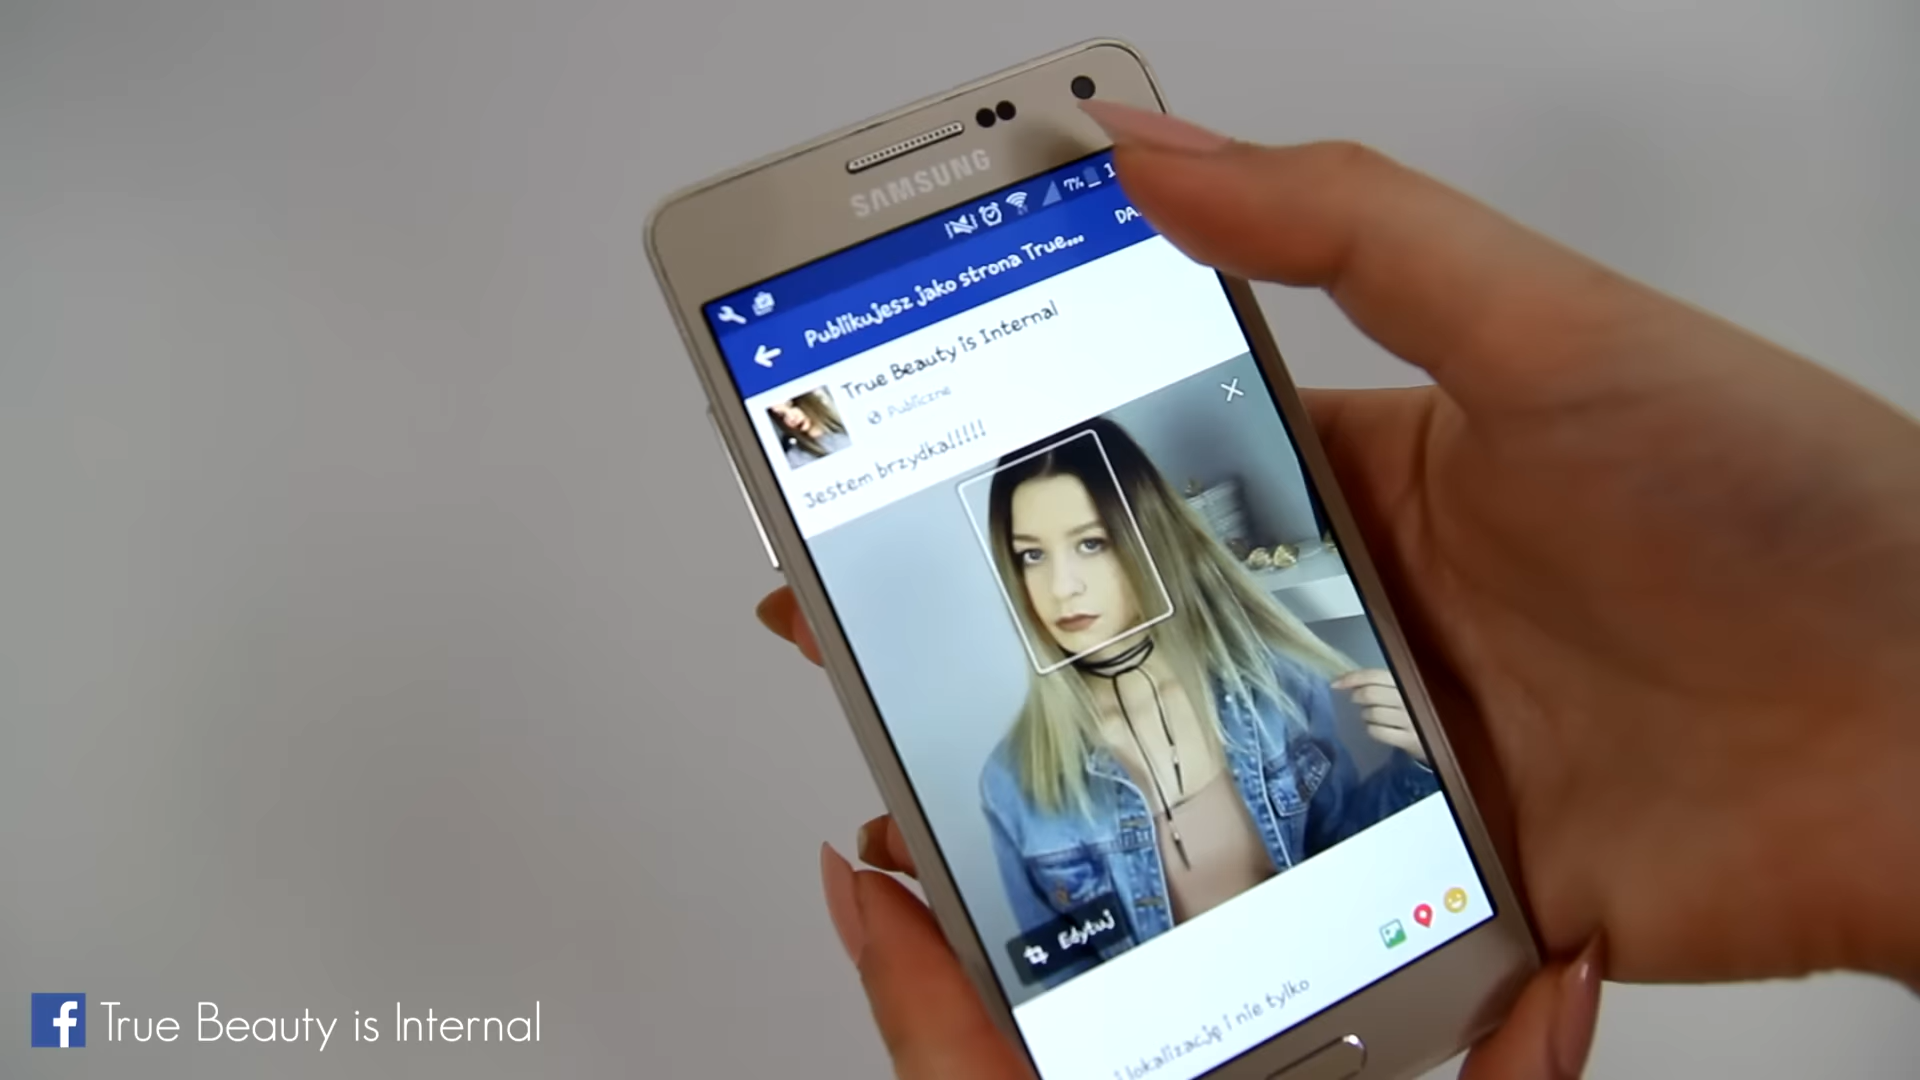 SAMSUNG
7%
Publikujesz jako strona True...
True Beauty is Internal
Publiczne
Jestem brzydka!!!!!
Edytuj
lokalizację i nie tylko
True Beauty is Internal